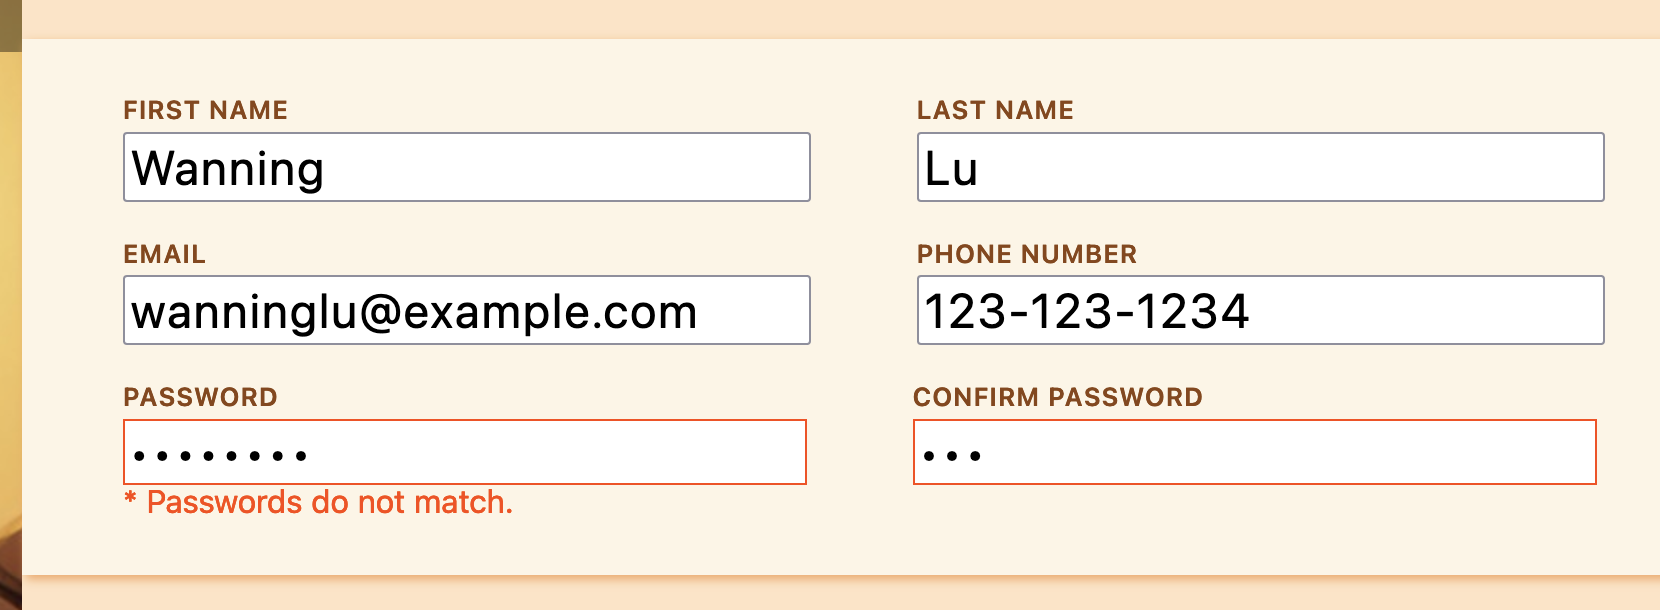 FIRST NAME
LAST NAME
Wanning
Lu
EMAIL
PHONE NUMBER
wanninglu@example.com
123-123-1234
PASSWORD
CONFIRM PASSWORD
••••••••
•••
* Passwords do not match.